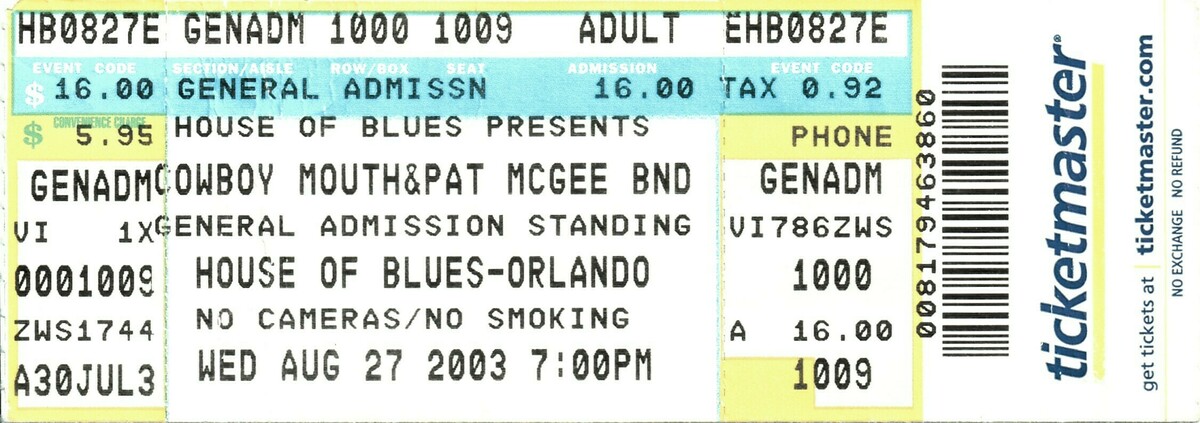 HB0827E GENADM 1000 1009 ADULT EHB0827E
EVENT CODE SECTION/AISLE ROW/BOX SEAT ADMISSION EVENT CODE
$ 16.00 GENERAL ADMISSN 16.00 TAX 0.92
CONVENIENCE CHARGE
$ 5.95 HOUSE OF BLUES PRESENTS PHONE
GENADM COWBOY MOUTH&PAT MCGEE BND GENADM
VI 1X GENERAL ADMISSION STANDING VI786ZWS
0001009 HOUSE OF BLUES-ORLANDO 1000
ZWS1744 NO CAMERAS/NO SMOKING A 16.00
A30JUL3 WED AUG 27 2003 7:00PM 1009
008179463860
ticketmaster®
get tickets at ticketmaster.com
NO EXCHANGE NO REFUND